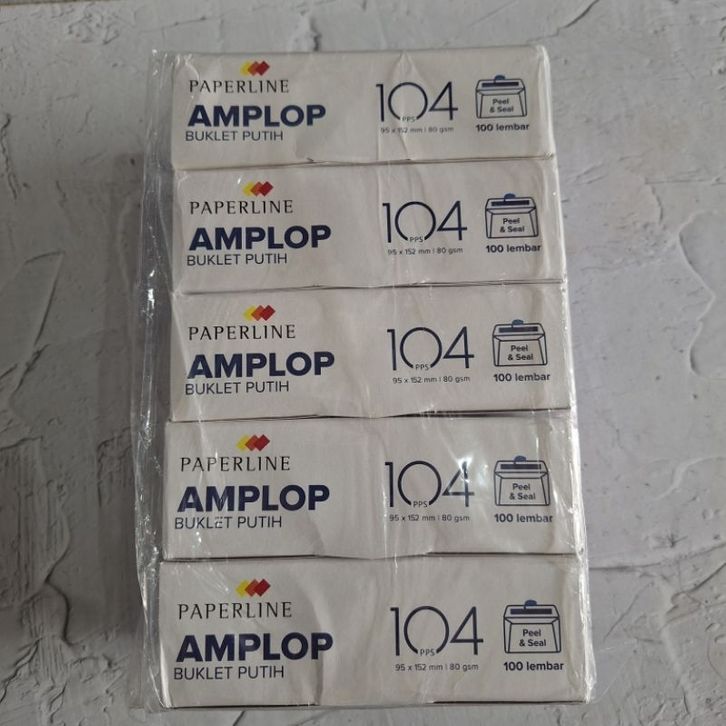 PAPERLINE
AMPLOP
BUKLET PUTIH
104
PPS
95 x 152 mm | 80 gsm
Peel
& Seal
100 lembar
PAPERLINE
AMPLOP
BUKLET PUTIH
104
PPS
95 x 152 mm | 80 gsm
Peel
& Seal
100 lembar
PAPERLINE
AMPLOP
BUKLET PUTIH
104
PPS
95 x 152 mm | 80 gsm
Peel
& Seal
100 lembar
PAPERLINE
AMPLOP
BUKLET PUTIH
104
PPS
95 x 152 mm | 80 gsm
Peel
& Seal
100 lembar
PAPERLINE
AMPLOP
BUKLET PUTIH
104
PPS
95 x 152 mm | 80 gsm
Peel
& Seal
100 lembar